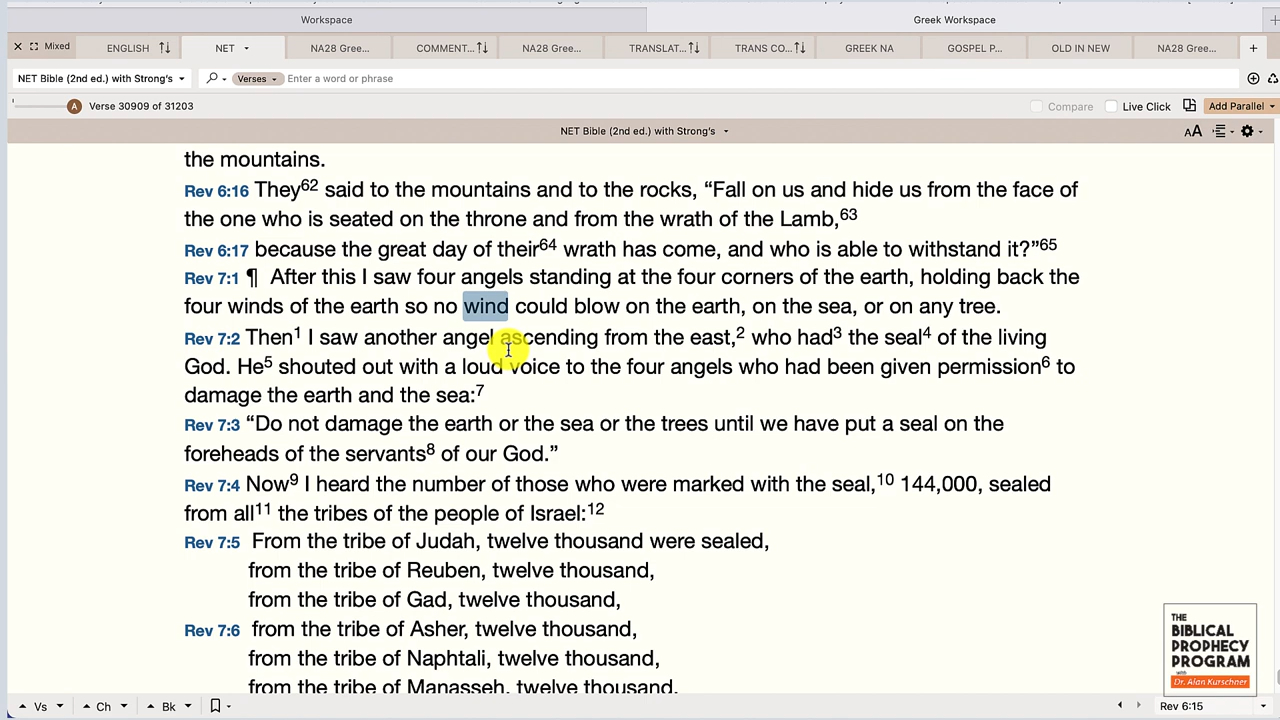 Workspace
Greek Workspace
Mixed
ENGLISH
NET
NA28 Gree...
COMMENT...
NA28 Gree...
TRANSLAT...
TRANS CO...
GREEK NA
GOSPEL P...
OLD IN NEW
NA28 Gree...
NET Bible (2nd ed.) with Strong's
Verses
Enter a word or phrase
A
Verse 30909 of 31203
Compare
Live Click
Add Parallel
NET Bible (2nd ed.) with Strong's
AA
the mountains.
Rev 6:16 They62 said to the mountains and to the rocks, “Fall on us and hide us from the face of
the one who is seated on the throne and from the wrath of the Lamb,63
Rev 6:17 because the great day of their64 wrath has come, and who is able to withstand it?”65
Rev 7:1 ¶ After this I saw four angels standing at the four corners of the earth, holding back the
four winds of the earth so no wind could blow on the earth, on the sea, or on any tree.
Rev 7:2 Then1 I saw another angel ascending from the east,2 who had3 the seal4 of the living
God. He5 shouted out with a loud voice to the four angels who had been given permission6 to
damage the earth and the sea:7
Rev 7:3 “Do not damage the earth or the sea or the trees until we have put a seal on the
foreheads of the servants8 of our God.”
Rev 7:4 Now9 I heard the number of those who were marked with the seal,10 144,000, sealed
from all11 the tribes of the people of Israel:12
Rev 7:5 From the tribe of Judah, twelve thousand were sealed,
from the tribe of Reuben, twelve thousand,
from the tribe of Gad, twelve thousand,
Rev 7:6 from the tribe of Asher, twelve thousand,
from the tribe of Naphtali, twelve thousand,
from the tribe of Manasseh, twelve thousand,
THE
BIBLICAL
PROPHECY
PROGRAM
with
Dr. Alan Kurschner
Vs
Ch
Bk
Rev 6:15